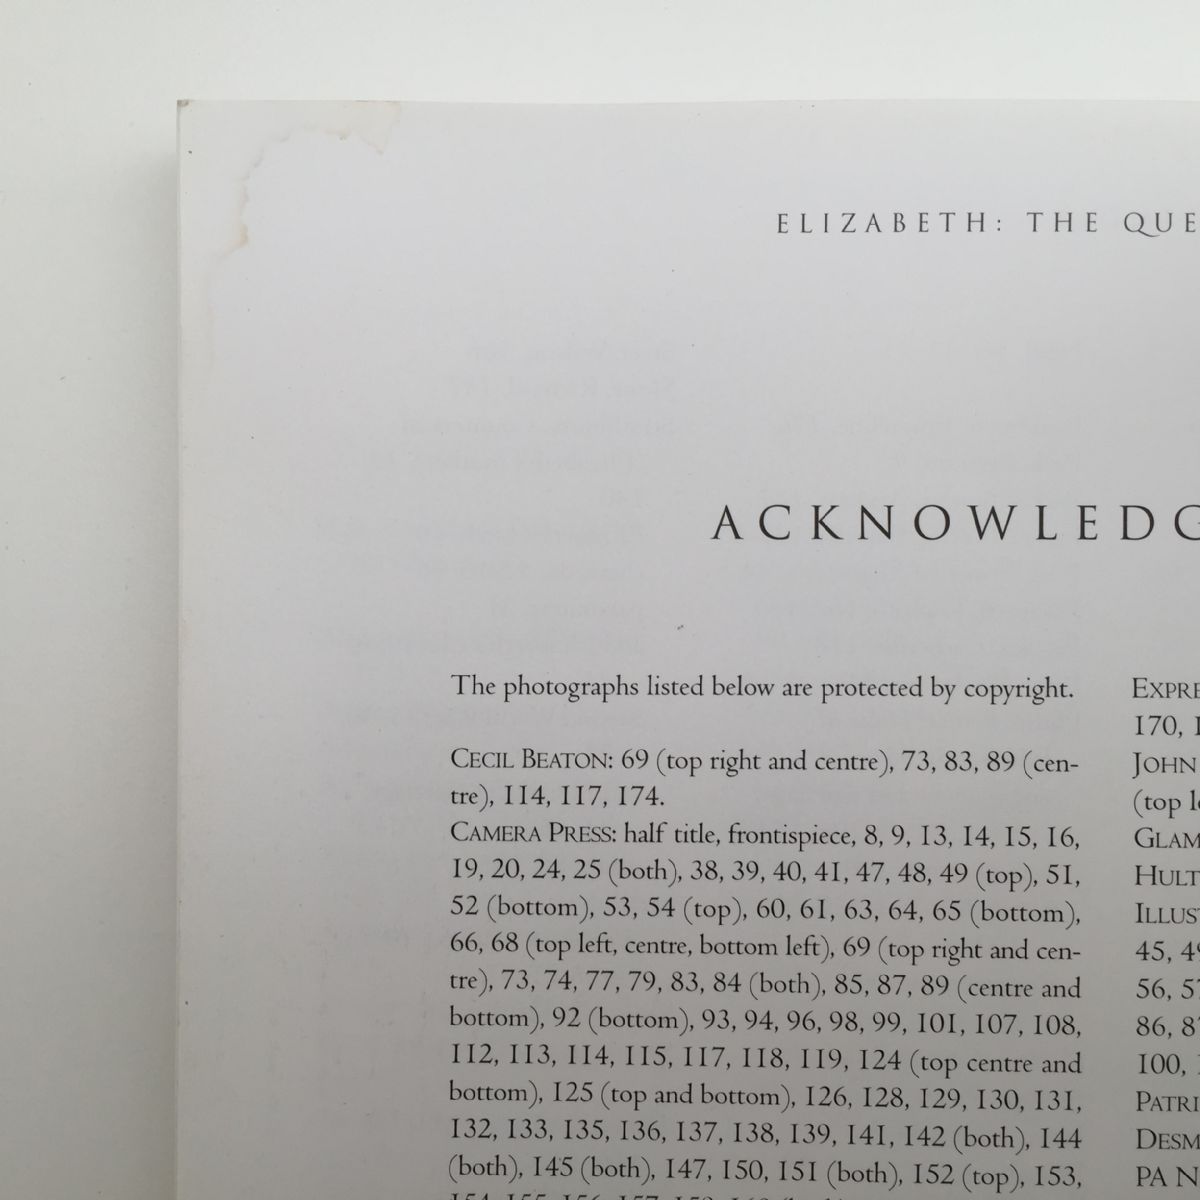 ELIZABETH: THE QUE
ACKNOWLEDG
The photographs listed below are protected by copyright.
CECIL BEATON: 69 (top right and centre), 73, 83, 89 (cen-
tre), 114, 117, 174.
CAMERA PRESS: half title, frontispiece, 8, 9, 13, 14, 15, 16,
19, 20, 24, 25 (both), 38, 39, 40, 41, 47, 48, 49 (top), 51,
52 (bottom), 53, 54 (top), 60, 61, 63, 64, 65 (bottom),
66, 68 (top left, centre, bottom left), 69 (top right and cen-
tre), 73, 74, 77, 79, 83, 84 (both), 85, 87, 89 (centre and
bottom), 92 (bottom), 93, 94, 96, 98, 99, 101, 107, 108,
112, 113, 114, 115, 117, 118, 119, 124 (top centre and
bottom), 125 (top and bottom), 126, 128, 129, 130, 131,
132, 133, 135, 136, 137, 138, 139, 141, 142 (both), 144
(both), 145 (both), 147, 150, 151 (both), 152 (top), 153,
EXPRE
170, 1
JOHN
(top l
GLAM
HULT
ILLUS
45, 4
56, 5
86, 8
100,
PATRI
DESM
PA N